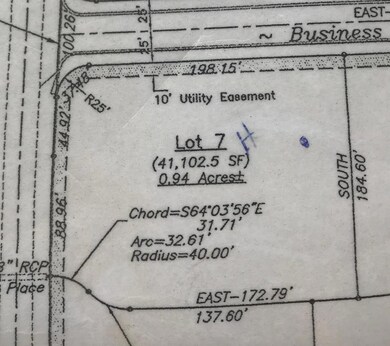 EAST-
100.26'
25'
25'
~ Business
198.15'
R25'
10' Utility Easement
44.92'
Lot 7
H
(41,102.5 SF)
0.94 Acres±
SOUTH
184.60'
88.96'
Chord=S64°03'56"E
31.71'
Arc=32.61'
Radius=40.00'
8" RCP
Place
EAST-172.79'
137.60'